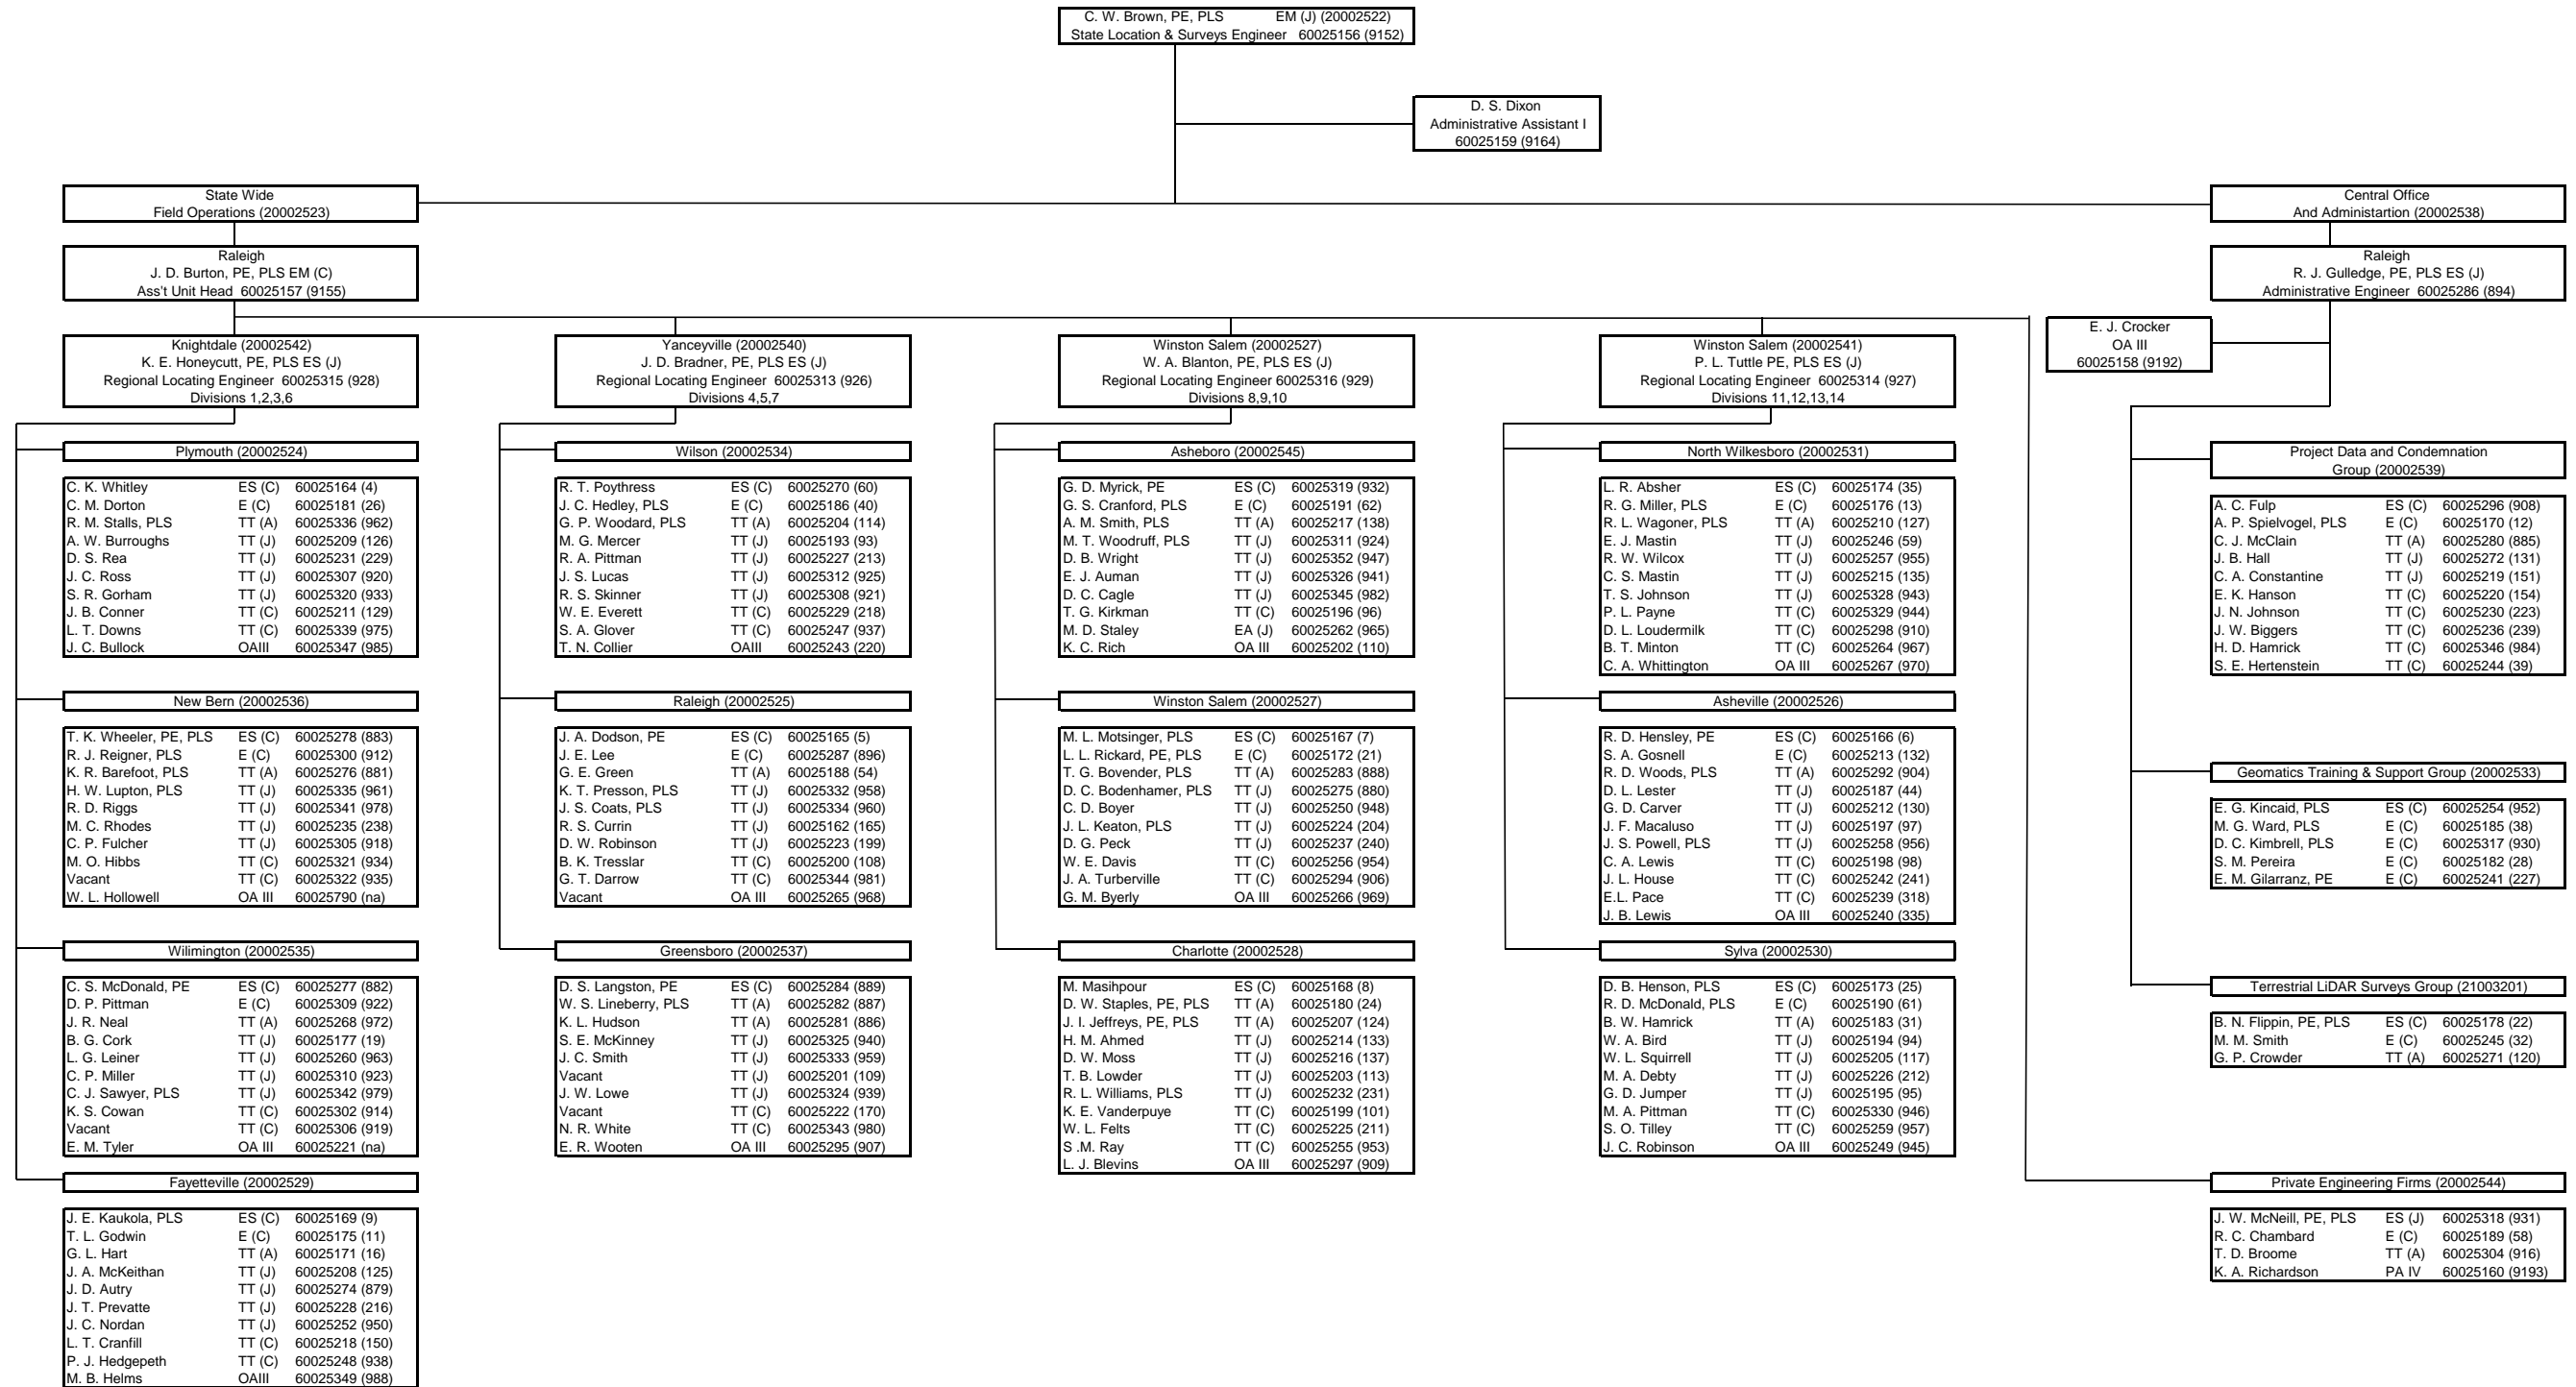 C. W. Brown, PE, PLS EM (J) (20002522)
State Location & Surveys Engineer 60025156 (9152)
D. S. Dixon
Administrative Assistant I
60025159 (9164)
State Wide
Field Operations (20002523)
Central Office
And Administartion (20002538)
Raleigh
J. D. Burton, PE, PLS EM (C)
Ass't Unit Head 60025157 (9155)
Raleigh
R. J. Gulledge, PE, PLS ES (J)
Administrative Engineer 60025286 (894)
E. J. Crocker
OA III
60025158 (9192)
Knightdale (20002542)
K. E. Honeycutt, PE, PLS ES (J)
Regional Locating Engineer 60025315 (928)
Divisions 1,2,3,6
Plymouth (20002524)
C. K. Whitley ES (C) 60025164 (4)
C. M. Dorton E (C) 60025181 (26)
R. M. Stalls, PLS TT (A) 60025336 (962)
A. W. Burroughs TT (J) 60025209 (126)
D. S. Rea TT (J) 60025231 (229)
J. C. Ross TT (J) 60025307 (920)
S. R. Gorham TT (J) 60025320 (933)
J. B. Conner TT (C) 60025211 (129)
L. T. Downs TT (C) 60025339 (975)
J. C. Bullock OAIII 60025347 (985)
New Bern (20002536)
T. K. Wheeler, PE, PLS ES (C) 60025278 (883)
R. J. Reigner, PLS E (C) 60025300 (912)
K. R. Barefoot, PLS TT (A) 60025276 (881)
H. W. Lupton, PLS TT (J) 60025335 (961)
R. D. Riggs TT (J) 60025341 (978)
M. C. Rhodes TT (J) 60025235 (238)
C. P. Fulcher TT (J) 60025305 (918)
M. O. Hibbs TT (C) 60025321 (934)
Vacant TT (C) 60025322 (935)
W. L. Hollowell OA III 60025790 (na)
Wilimington (20002535)
C. S. McDonald, PE ES (C) 60025277 (882)
D. P. Pittman E (C) 60025309 (922)
J. R. Neal TT (A) 60025268 (972)
B. G. Cork TT (J) 60025177 (19)
L. G. Leiner TT (J) 60025260 (963)
C. P. Miller TT (J) 60025310 (923)
C. J. Sawyer, PLS TT (J) 60025342 (979)
K. S. Cowan TT (C) 60025302 (914)
Vacant TT (C) 60025306 (919)
E. M. Tyler OA III 60025221 (na)
Fayetteville (20002529)
J. E. Kaukola, PLS ES (C) 60025169 (9)
T. L. Godwin E (C) 60025175 (11)
G. L. Hart TT (A) 60025171 (16)
J. A. McKeithan TT (J) 60025208 (125)
J. D. Autry TT (J) 60025274 (879)
J. T. Prevatte TT (J) 60025228 (216)
J. C. Nordan TT (J) 60025252 (950)
L. T. Cranfill TT (C) 60025218 (150)
P. J. Hedgepeth TT (C) 60025248 (938)
M. B. Helms OAIII 60025349 (988)
Yanceyville (20002540)
J. D. Bradner, PE, PLS ES (J)
Regional Locating Engineer 60025313 (926)
Divisions 4,5,7
Wilson (20002534)
R. T. Poythress ES (C) 60025270 (60)
J. C. Hedley, PLS E (C) 60025186 (40)
G. P. Woodard, PLS TT (A) 60025204 (114)
M. G. Mercer TT (J) 60025193 (93)
R. A. Pittman TT (J) 60025227 (213)
J. S. Lucas TT (J) 60025312 (925)
R. S. Skinner TT (J) 60025308 (921)
W. E. Everett TT (C) 60025229 (218)
S. A. Glover TT (C) 60025247 (937)
T. N. Collier OAIII 60025243 (220)
Raleigh (20002525)
J. A. Dodson, PE ES (C) 60025165 (5)
J. E. Lee E (C) 60025287 (896)
G. E. Green TT (A) 60025188 (54)
K. T. Presson, PLS TT (J) 60025332 (958)
J. S. Coats, PLS TT (J) 60025334 (960)
R. S. Currin TT (J) 60025162 (165)
D. W. Robinson TT (J) 60025223 (199)
B. K. Tresslar TT (C) 60025200 (108)
G. T. Darrow TT (C) 60025344 (981)
Vacant OA III 60025265 (968)
Greensboro (20002537)
D. S. Langston, PE ES (C) 60025284 (889)
W. S. Lineberry, PLS TT (A) 60025282 (887)
K. L. Hudson TT (A) 60025281 (886)
S. E. McKinney TT (J) 60025325 (940)
J. C. Smith TT (J) 60025333 (959)
Vacant TT (J) 60025201 (109)
J. W. Lowe TT (J) 60025324 (939)
Vacant TT (C) 60025222 (170)
N. R. White TT (C) 60025343 (980)
E. R. Wooten OA III 60025295 (907)
Winston Salem (20002527)
W. A. Blanton, PE, PLS ES (J)
Regional Locating Engineer 60025316 (929)
Divisions 8,9,10
Asheboro (20002545)
G. D. Myrick, PE ES (C) 60025319 (932)
G. S. Cranford, PLS E (C) 60025191 (62)
A. M. Smith, PLS TT (A) 60025217 (138)
M. T. Woodruff, PLS TT (J) 60025311 (924)
D. B. Wright TT (J) 60025352 (947)
E. J. Auman TT (J) 60025326 (941)
D. C. Cagle TT (J) 60025345 (982)
T. G. Kirkman TT (C) 60025196 (96)
M. D. Staley EA (J) 60025262 (965)
K. C. Rich OA III 60025202 (110)
Winston Salem (20002527)
M. L. Motsinger, PLS ES (C) 60025167 (7)
L. L. Rickard, PE, PLS E (C) 60025172 (21)
T. G. Bovender, PLS TT (A) 60025283 (888)
D. C. Bodenhamer, PLS TT (J) 60025275 (880)
C. D. Boyer TT (J) 60025250 (948)
J. L. Keaton, PLS TT (J) 60025224 (204)
D. G. Peck TT (J) 60025237 (240)
W. E. Davis TT (C) 60025256 (954)
J. A. Turberville TT (C) 60025294 (906)
G. M. Byerly OA III 60025266 (969)
Charlotte (20002528)
M. Masihpour ES (C) 60025168 (8)
D. W. Staples, PE, PLS TT (A) 60025180 (24)
J. I. Jeffreys, PE, PLS TT (A) 60025207 (124)
H. M. Ahmed TT (J) 60025214 (133)
D. W. Moss TT (J) 60025216 (137)
T. B. Lowder TT (J) 60025203 (113)
R. L. Williams, PLS TT (J) 60025232 (231)
K. E. Vanderpuye TT (C) 60025199 (101)
W. L. Felts TT (C) 60025225 (211)
S .M. Ray TT (C) 60025255 (953)
L. J. Blevins OA III 60025297 (909)
Winston Salem (20002541)
P. L. Tuttle PE, PLS ES (J)
Regional Locating Engineer 60025314 (927)
Divisions 11,12,13,14
North Wilkesboro (20002531)
L. R. Absher ES (C) 60025174 (35)
R. G. Miller, PLS E (C) 60025176 (13)
R. L. Wagoner, PLS TT (A) 60025210 (127)
E. J. Mastin TT (J) 60025246 (59)
R. W. Wilcox TT (J) 60025257 (955)
C. S. Mastin TT (J) 60025215 (135)
T. S. Johnson TT (J) 60025328 (943)
P. L. Payne TT (C) 60025329 (944)
D. L. Loudermilk TT (C) 60025298 (910)
B. T. Minton TT (C) 60025264 (967)
C. A. Whittington OA III 60025267 (970)
Asheville (20002526)
R. D. Hensley, PE ES (C) 60025166 (6)
S. A. Gosnell E (C) 60025213 (132)
R. D. Woods, PLS TT (A) 60025292 (904)
D. L. Lester TT (J) 60025187 (44)
G. D. Carver TT (J) 60025212 (130)
J. F. Macaluso TT (J) 60025197 (97)
J. S. Powell, PLS TT (J) 60025258 (956)
C. A. Lewis TT (C) 60025198 (98)
J. L. House TT (C) 60025242 (241)
E.L. Pace TT (C) 60025239 (318)
J. B. Lewis OA III 60025240 (335)
Sylva (20002530)
D. B. Henson, PLS ES (C) 60025173 (25)
R. D. McDonald, PLS E (C) 60025190 (61)
B. W. Hamrick TT (A) 60025183 (31)
W. A. Bird TT (J) 60025194 (94)
W. L. Squirrell TT (J) 60025205 (117)
M. A. Debty TT (J) 60025226 (212)
G. D. Jumper TT (J) 60025195 (95)
M. A. Pittman TT (C) 60025330 (946)
S. O. Tilley TT (C) 60025259 (957)
J. C. Robinson OA III 60025249 (945)
Project Data and Condemnation
Group (20002539)
A. C. Fulp ES (C) 60025296 (908)
A. P. Spielvogel, PLS E (C) 60025170 (12)
C. J. McClain TT (A) 60025280 (885)
J. B. Hall TT (J) 60025272 (131)
C. A. Constantine TT (J) 60025219 (151)
E. K. Hanson TT (C) 60025220 (154)
J. N. Johnson TT (C) 60025230 (223)
J. W. Biggers TT (C) 60025236 (239)
H. D. Hamrick TT (C) 60025346 (984)
S. E. Hertenstein TT (C) 60025244 (39)
Geomatics Training & Support Group (20002533)
E. G. Kincaid, PLS ES (C) 60025254 (952)
M. G. Ward, PLS E (C) 60025185 (38)
D. C. Kimbrell, PLS E (C) 60025317 (930)
S. M. Pereira E (C) 60025182 (28)
E. M. Gilarranz, PE E (C) 60025241 (227)
Terrestrial LiDAR Surveys Group (21003201)
B. N. Flippin, PE, PLS ES (C) 60025178 (22)
M. M. Smith E (C) 60025245 (32)
G. P. Crowder TT (A) 60025271 (120)
Private Engineering Firms (20002544)
J. W. McNeill, PE, PLS ES (J) 60025318 (931)
R. C. Chambard E (C) 60025189 (58)
T. D. Broome TT (A) 60025304 (916)
K. A. Richardson PA IV 60025160 (9193)